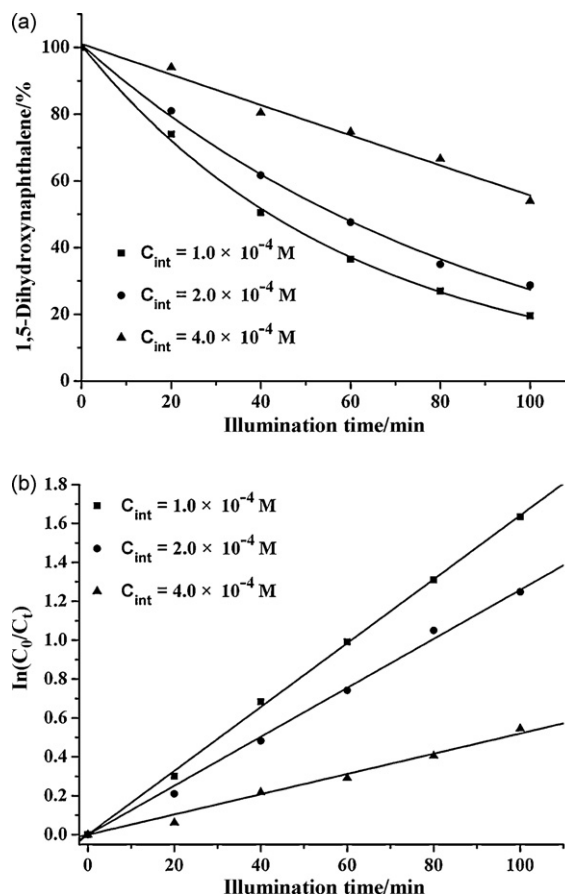 (a)
100
80
60
40
20
0
1,5-Dihydroxynaphthalene/%
C_int = 1.0 × 10^-4 M
C_int = 2.0 × 10^-4 M
C_int = 4.0 × 10^-4 M
0 20 40 60 80 100
Illumination time/min
(b)
1.8
1.6
1.4
1.2
1.0
0.8
0.6
0.4
0.2
0.0
ln(C_0/C_t)
C_int = 1.0 × 10^-4 M
C_int = 2.0 × 10^-4 M
C_int = 4.0 × 10^-4 M
0 20 40 60 80 100
Illumination time/min